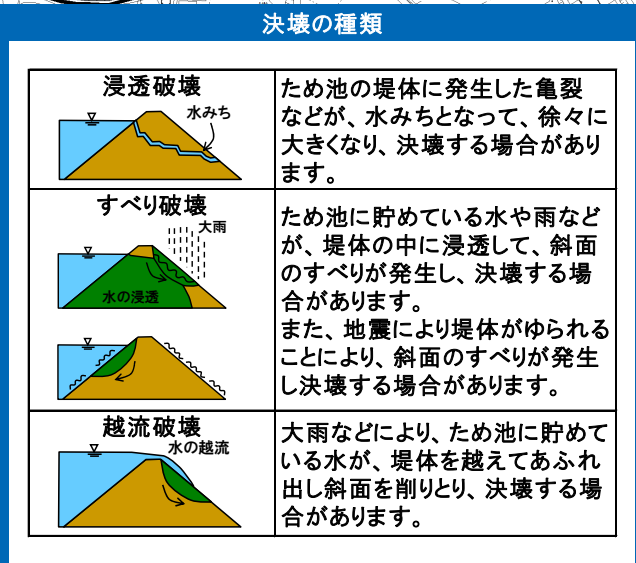 決壊の種類
浸透破壊
水みち
ため池の堤体に発生した亀裂
などが、水みちとなって、徐々に
大きくなり、決壊する場合があり
ます。
すべり破壊
大雨
水の浸透
ため池に貯めている水や雨など
が、堤体の中に浸透して、斜面
のすべりが発生し、決壊する場
合があります。
また、地震により堤体がゆられる
ことにより、斜面のすべりが発生
し決壊する場合があります。
越流破壊
水の越流
大雨などにより、ため池に貯めて
いる水が、堤体を越えてあふれ
出し斜面を削りとり、決壊する場
合があります。